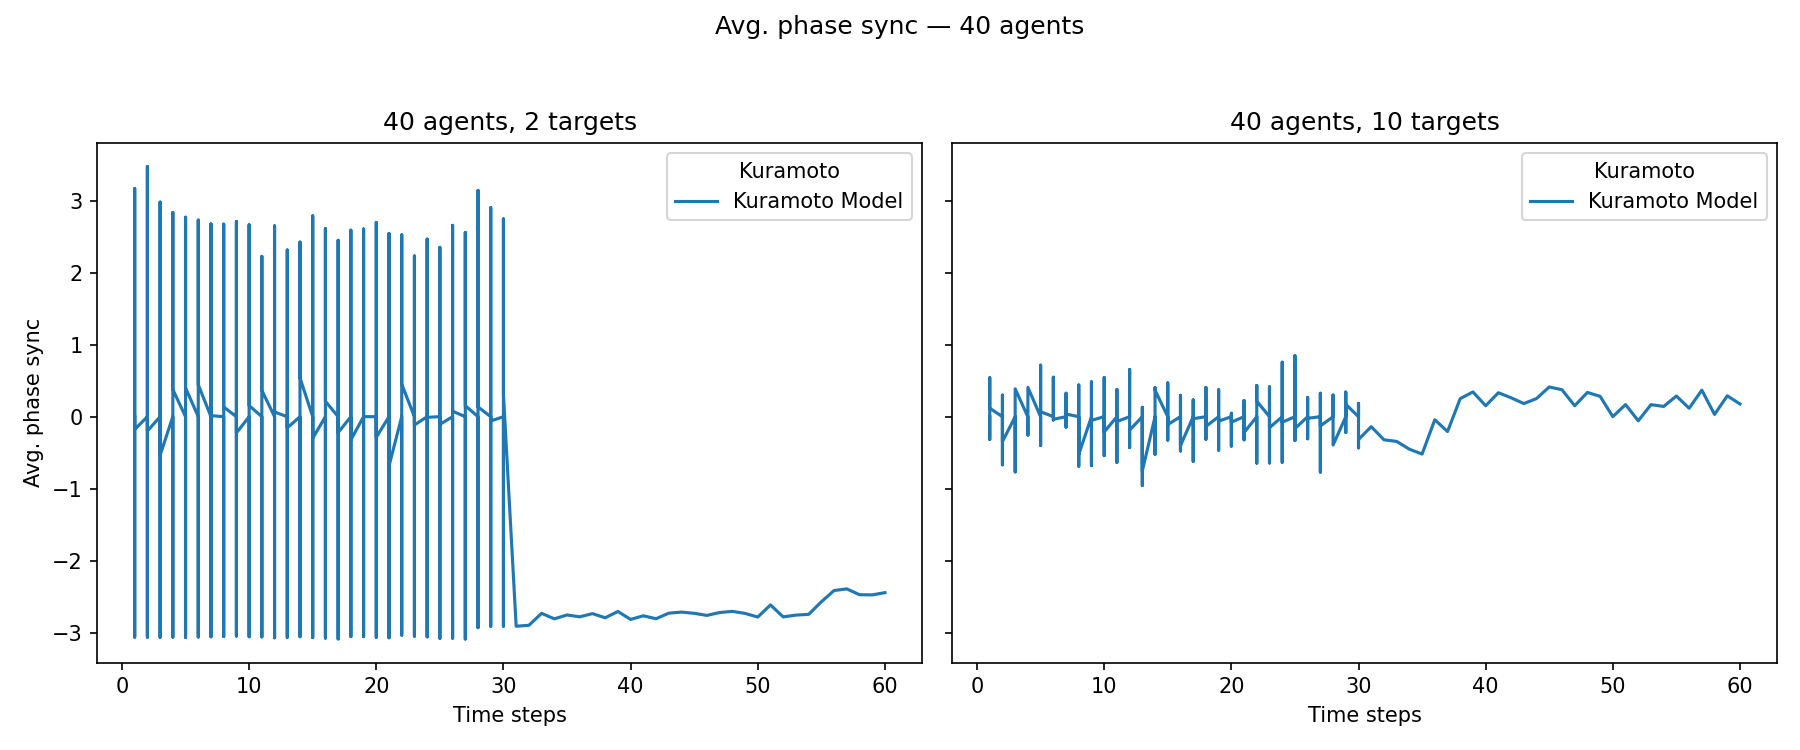 Avg. phase sync — 40 agents
40 agents, 2 targets
Kuramoto
Kuramoto Model
Avg. phase sync
3
2
1
0
−1
−2
−3
0 10 20 30 40 50 60
Time steps
40 agents, 10 targets
Kuramoto
Kuramoto Model
0 10 20 30 40 50 60
Time steps